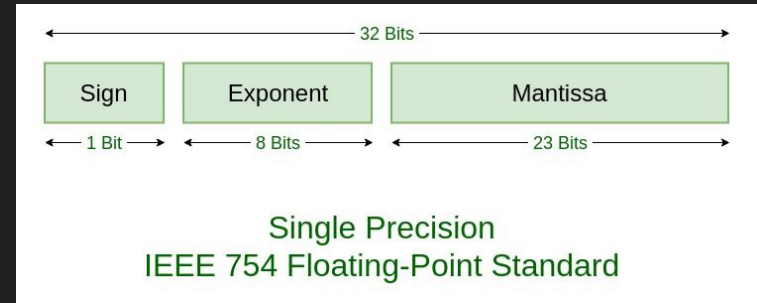 32 Bits
Sign Exponent Mantissa
1 Bit 8 Bits 23 Bits
Single Precision
IEEE 754 Floating-Point Standard